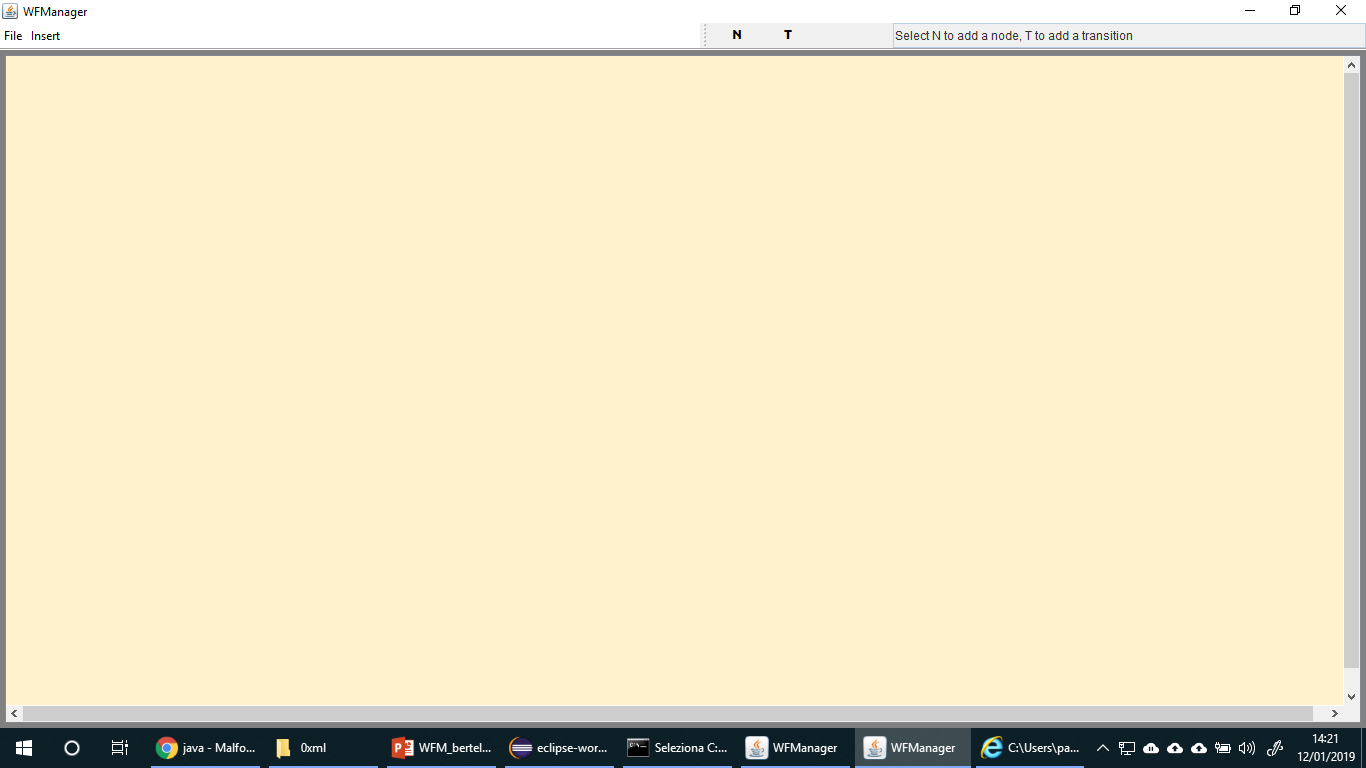 WFManager
File Insert
N T Select N to add a node, T to add a transition
java - Malfo...
0xml
WFM_bertel...
eclipse-wor...
Seleziona C:...
WFManager
WFManager
C:\Users\pa...
14:21
12/01/2019